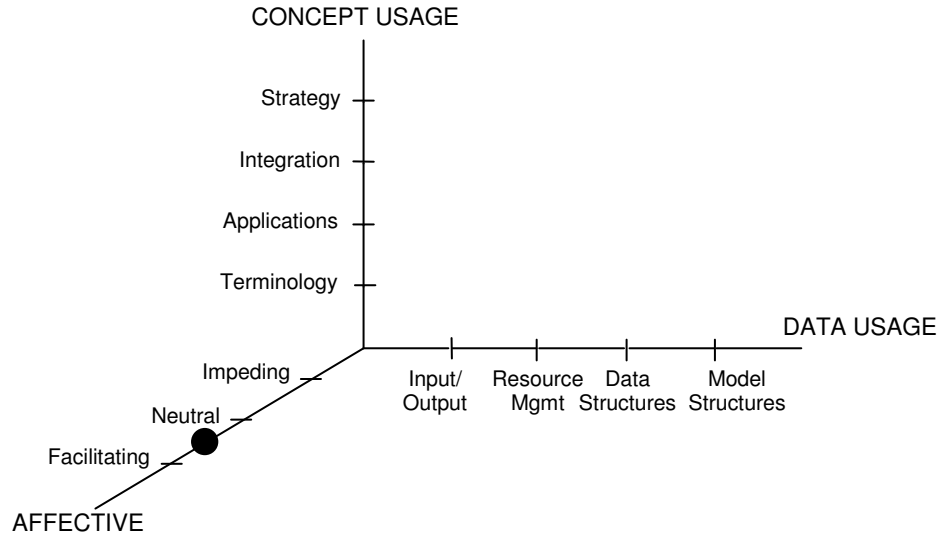 CONCEPT USAGE
Strategy
Integration
Applications
Terminology
DATA USAGE
Impeding
Neutral
Facilitating
AFFECTIVE
Input/
Output
Resource
Mgmt
Data
Structures
Model
Structures